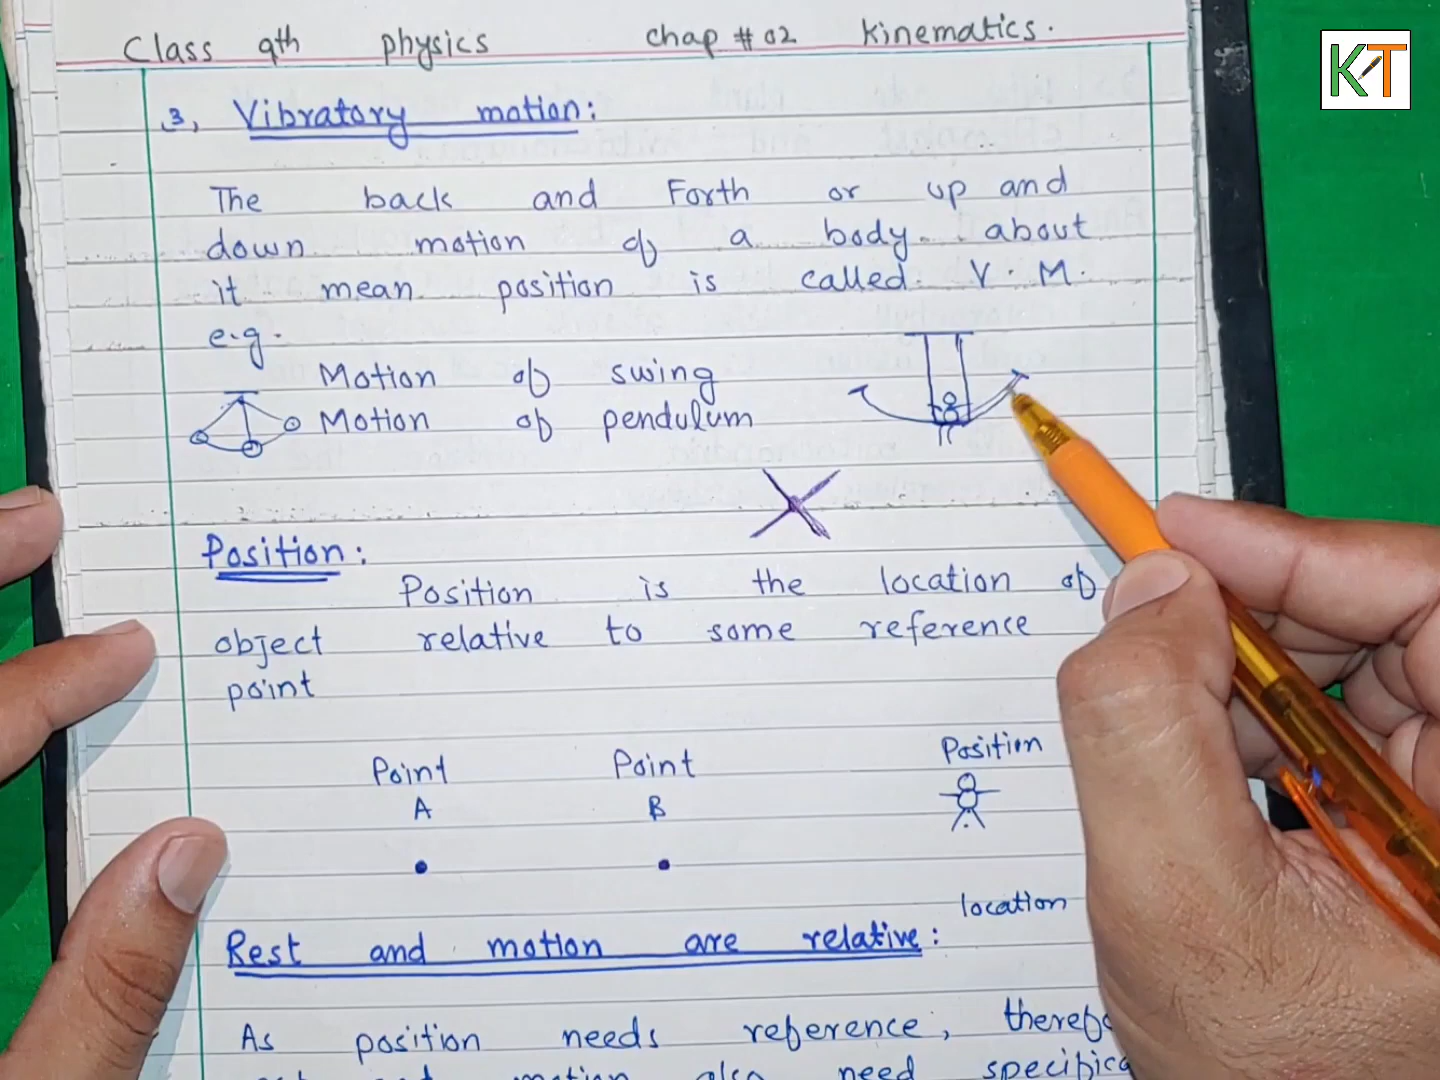 Class 9th physics chap # 02 kinematics.
KT
3, Vibratory motion:
The back and Forth or up and
down motion of a body about
it mean position is called V.M.
e.g.
Motion of swing
Motion of pendulum
Position:
Position is the location of
object relative to some reference
point
Point Point Position
A B
location
Rest and motion are relative:
As position needs reference, 
motion also need